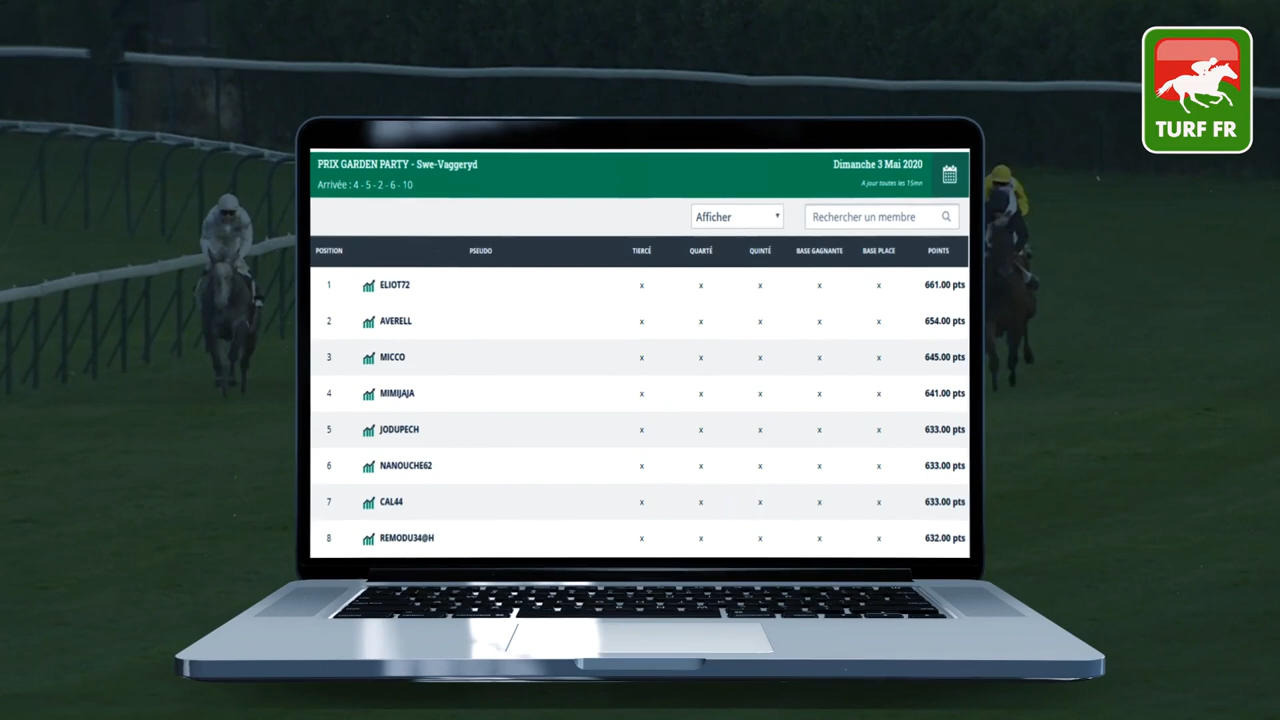 TURF FR
PRIX GARDEN PARTY - Swe-Vaggeryd
Dimanche 3 Mai 2020
Arrivée : 4 - 5 - 2 - 6 - 10
A jour toutes les 15mn
Afficher
Rechercher un membre
POSITION PSEUDO TIERCÉ QUARTÉ QUINTÉ BASE GAGNANTE BASE PLACE POINTS
1 ELIOT72 x x x x x 661.00 pts
2 AVERELL x x x x x 654.00 pts
3 MICCO x x x x x 645.00 pts
4 MIMIJAJA x x x x x 641.00 pts
5 JODUPECH x x x x x 633.00 pts
6 NANOUCHE62 x x x x x 633.00 pts
7 CAL44 x x x x x 633.00 pts
8 REMODU34@H x x x x x 632.00 pts